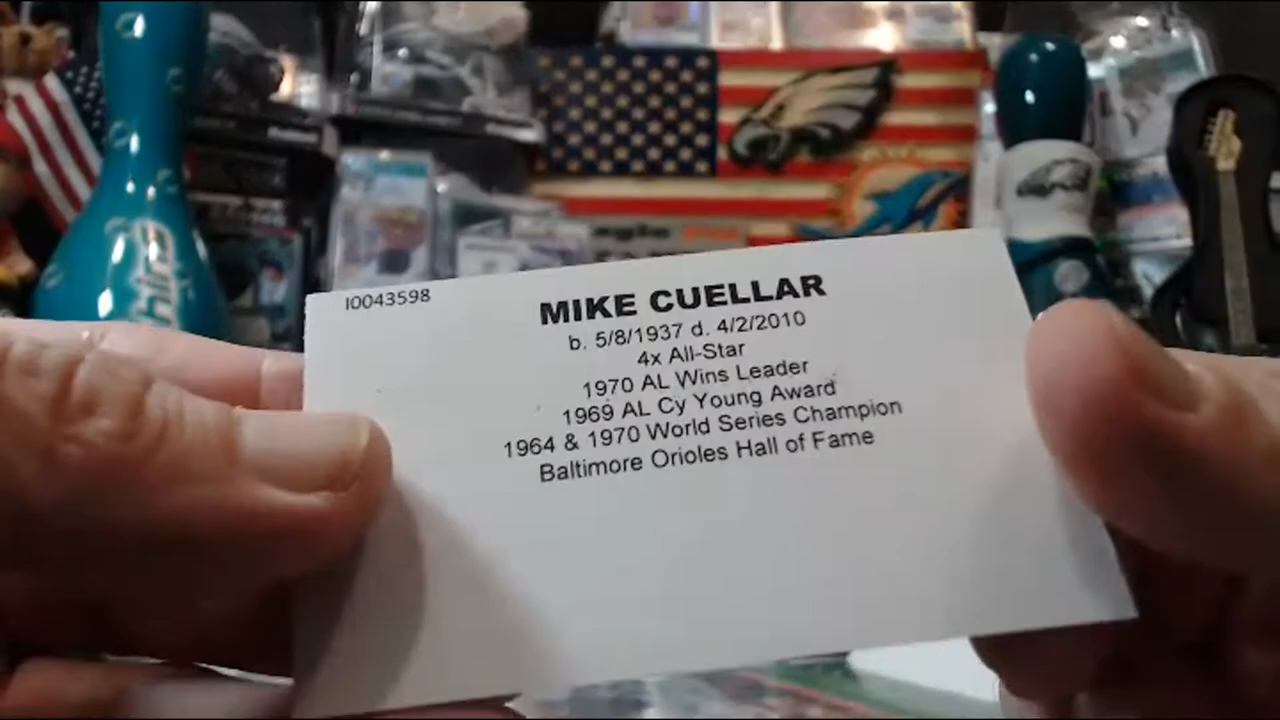 I0043598
MIKE CUELLAR
b. 5/8/1937 d. 4/2/2010
4x All-Star
1970 AL Wins Leader
1969 AL Cy Young Award
1964 & 1970 World Series Champion
Baltimore Orioles Hall of Fame